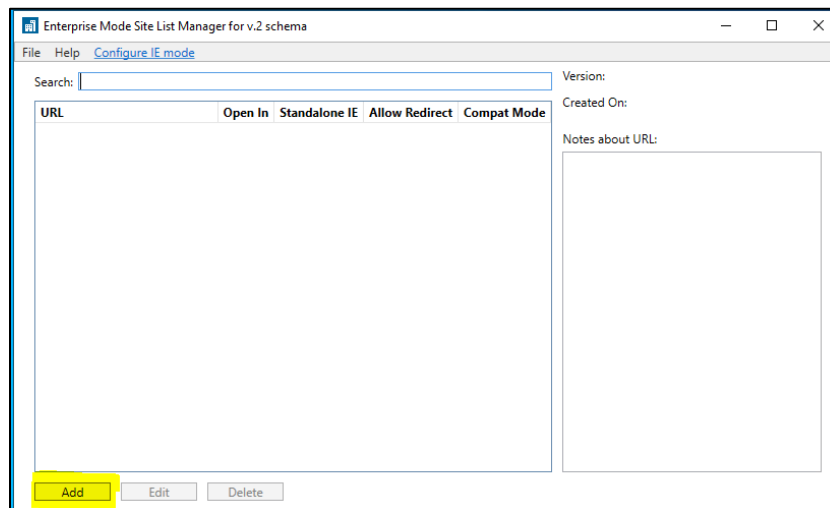 Enterprise Mode Site List Manager for v.2 schema
File Help Configure IE mode
Search:
Version:
URL Open In Standalone IE Allow Redirect Compat Mode
Created On:
Notes about URL:
Add Edit Delete